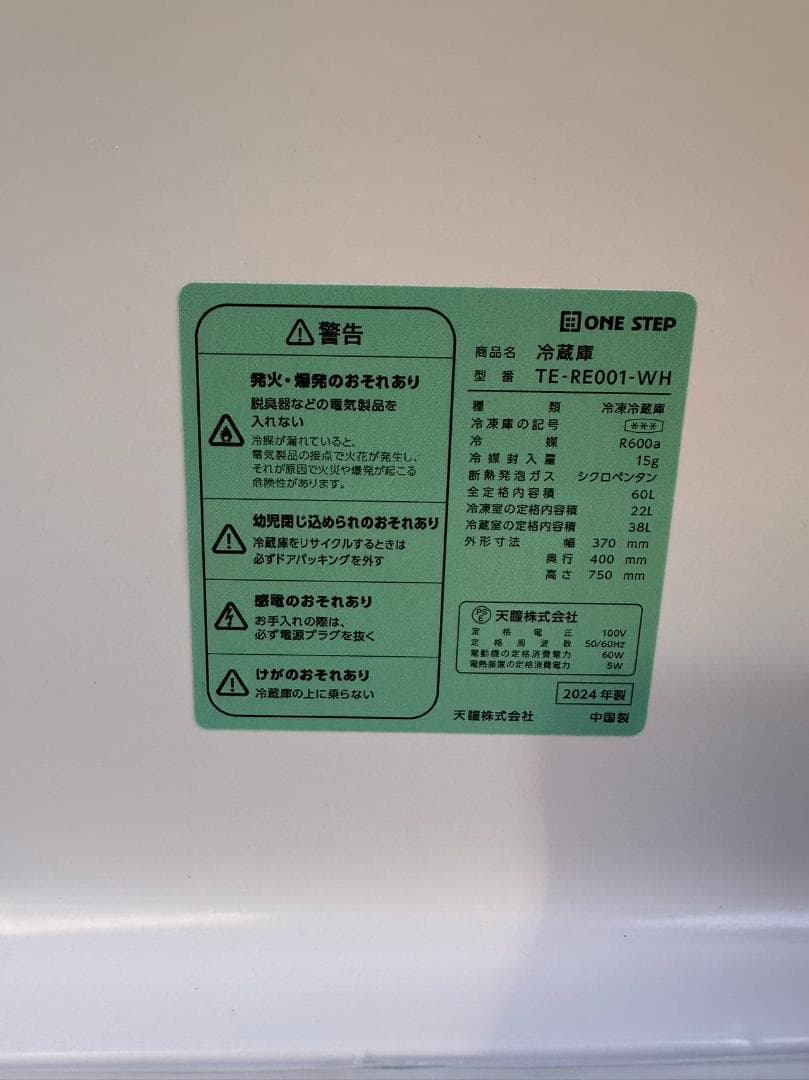 警告
発火・爆発のおそれあり
脱臭器などの電気製品を
入れない
冷媒が漏れていると、
電気製品の接点で火花が発生し、
それが原因で火災や爆発が起こる
危険性があります。
幼児閉じ込められのおそれあり
冷蔵庫をリサイクルするときは
必ずドアパッキングを外す
感電のおそれあり
お手入れの際は、
必ず電源プラグを抜く
けがのおそれあり
冷蔵庫の上に乗らない
ONE STEP
商品名 冷蔵庫
型番 TE-RE001-WH
種類 冷凍冷蔵庫
冷凍庫の記号 ***
冷媒 R600a
冷媒封入量 15g
断熱発泡ガス シクロペンタン
全定格内容積 60L
冷凍室の定格内容積 22L
冷蔵室の定格内容積 38L
外形寸法 幅 370 mm
奥行 400 mm
高さ 750 mm
PSE 天瞳株式会社
定格電圧 100V
定格周波数 50/60Hz
電動機の定格消費電力 60W
電熱装置の定格消費電力 5W
2024年製
天瞳株式会社 中国製